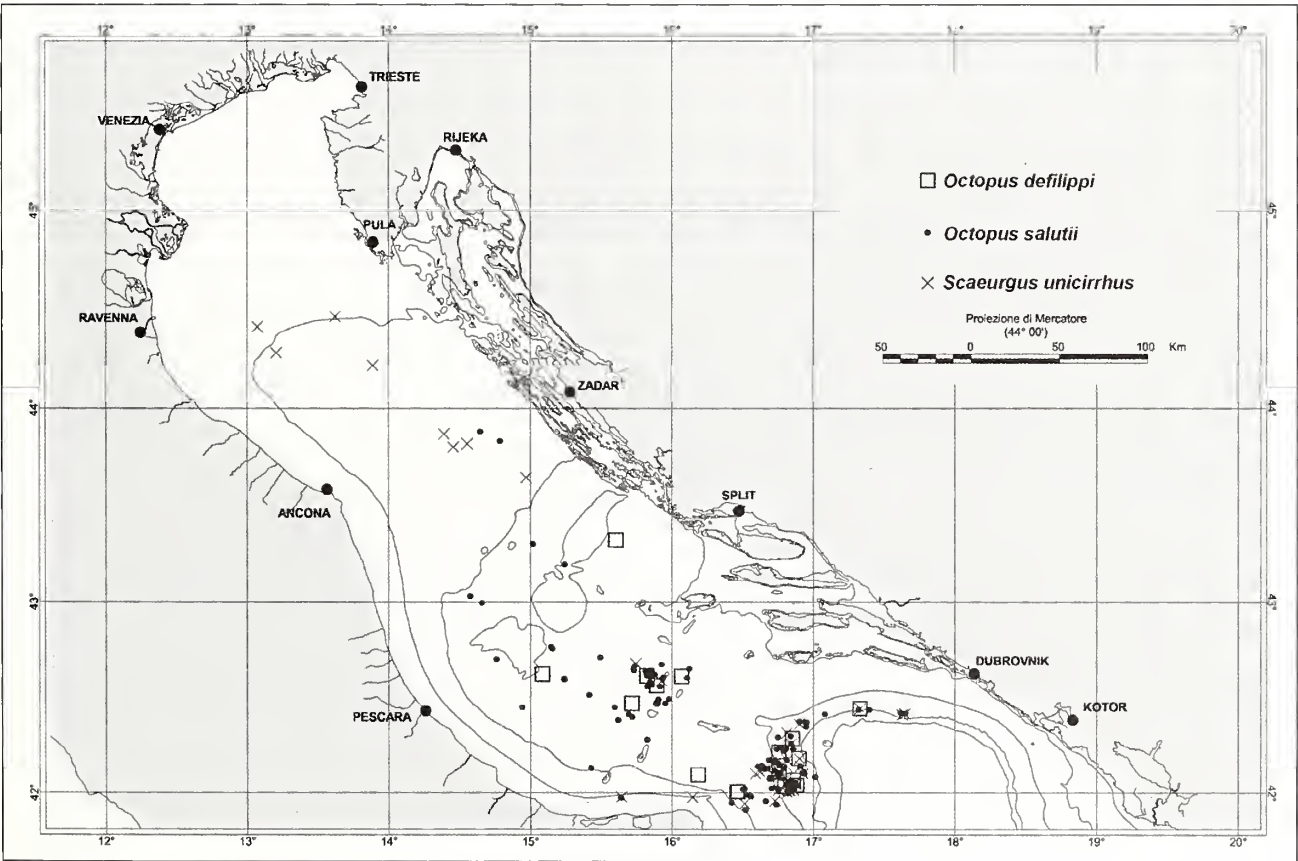 12° 13° 14° 15° 16° 17° 18° 19° 20°
TRIESTE
VENEZIA
RIJEKA
Octopus defilippi
45° 45°
PULA
Octopus salutii
Scaeurgus unicirrhus
RAVENNA
Proiezione di Mercatore
(44° 00')
50 0 50 100 Km
ZADAR
44° 44°
SPLIT
ANCONA
43° 43°
DUBROVNIK
PESCARA
KOTOR
42° 42°
12° 13° 14° 15° 16° 17° 18° 19° 20°